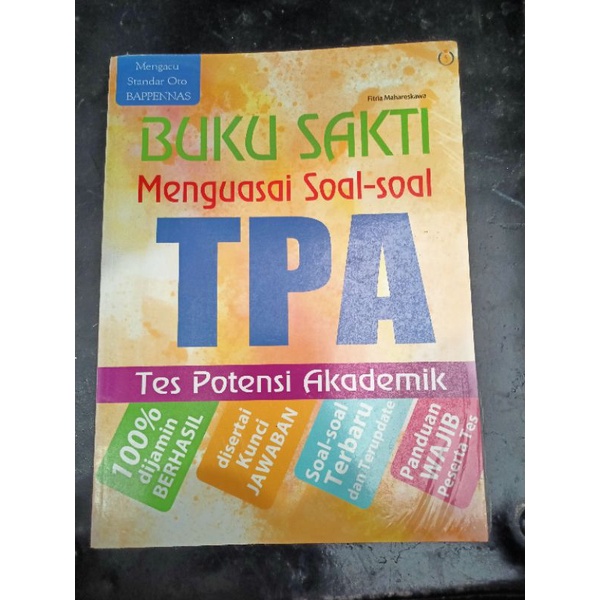 Mengacu
Standar Oto
BAPPENNAS
Fitria Mahareskawa
BUKU SAKTI
Menguasai Soal-soal
TPA
Tes Potensi Akademik
100%
dijamin
BERHASIL
disertai
Kunci
JAWABAN
Soal-soal
Terbaru
dan Terupdate
Panduan
WAJIB
Peserta Tes